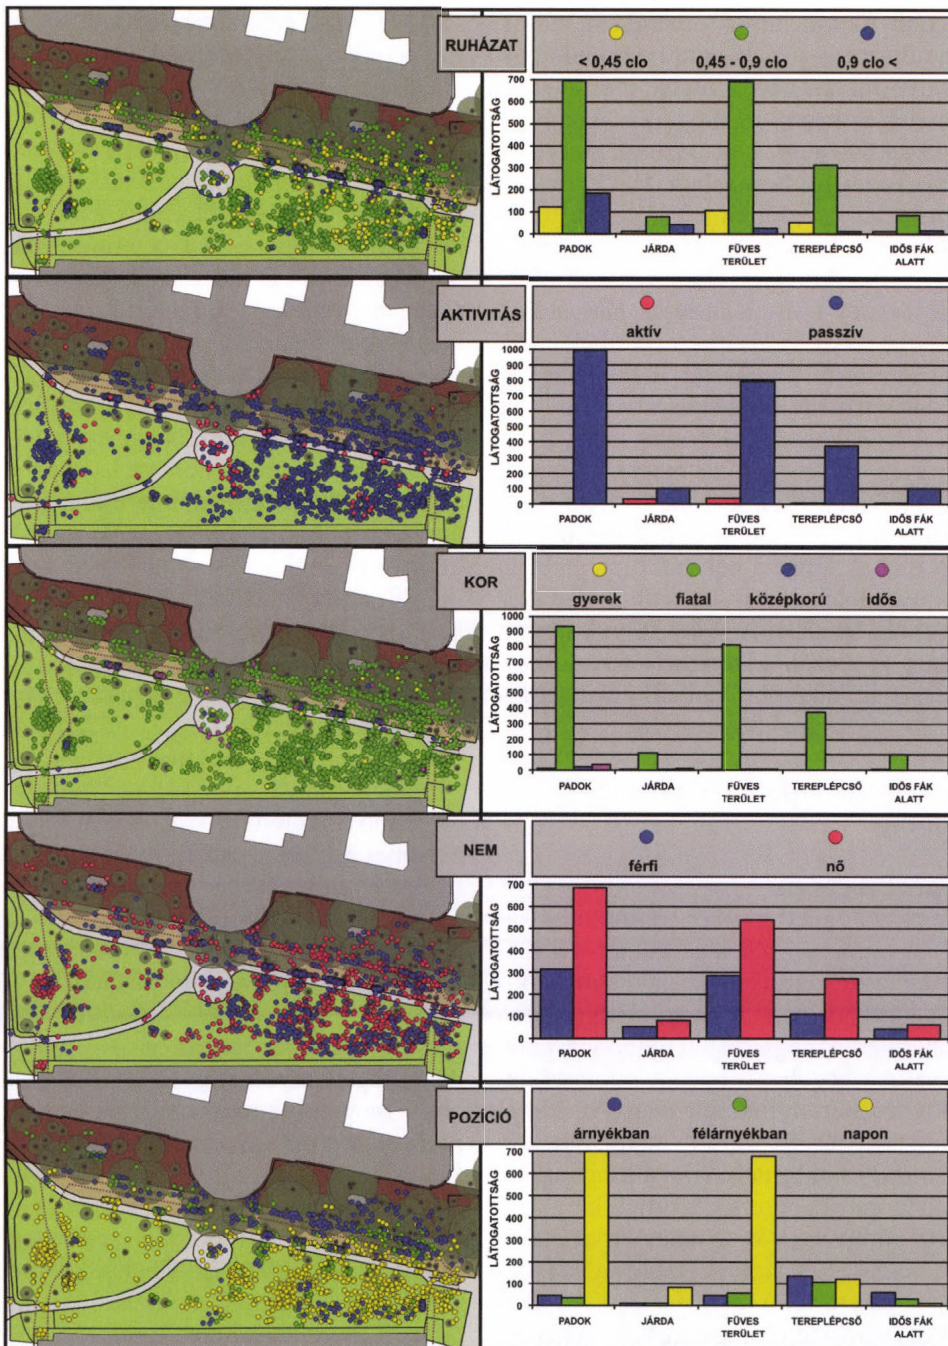 RUHÁZAT
< 0,45 clo 0,45 - 0,9 clo 0,9 clo <
LÁTOGATOTTSÁG
700
600
500
400
300
200
100
0
PADOK JÁRDA FÜVES TERÜLET TEREPLÉPCSŐ IDŐS FÁK ALATT
AKTIVITÁS
aktív passzív
LÁTOGATOTTSÁG
1000
900
800
700
600
500
400
300
200
100
0
PADOK JÁRDA FÜVES TERÜLET TEREPLÉPCSŐ IDŐS FÁK ALATT
KOR
gyerek fiatal középkorú idős
LÁTOGATOTTSÁG
1000
900
800
700
600
500
400
300
200
100
0
PADOK JÁRDA FÜVES TERÜLET TEREPLÉPCSŐ IDŐS FÁK ALATT
NEM
férfi nő
LÁTOGATOTTSÁG
700
600
500
400
300
200
100
0
PADOK JÁRDA FÜVES TERÜLET TEREPLÉPCSŐ IDŐS FÁK ALATT
POZÍCIÓ
árnyékban félárnyékban napon
LÁTOGATOTTSÁG
700
600
500
400
300
200
100
0
PADOK JÁRDA FÜVES TERÜLET TEREPLÉPCSŐ IDŐS FÁK ALATT